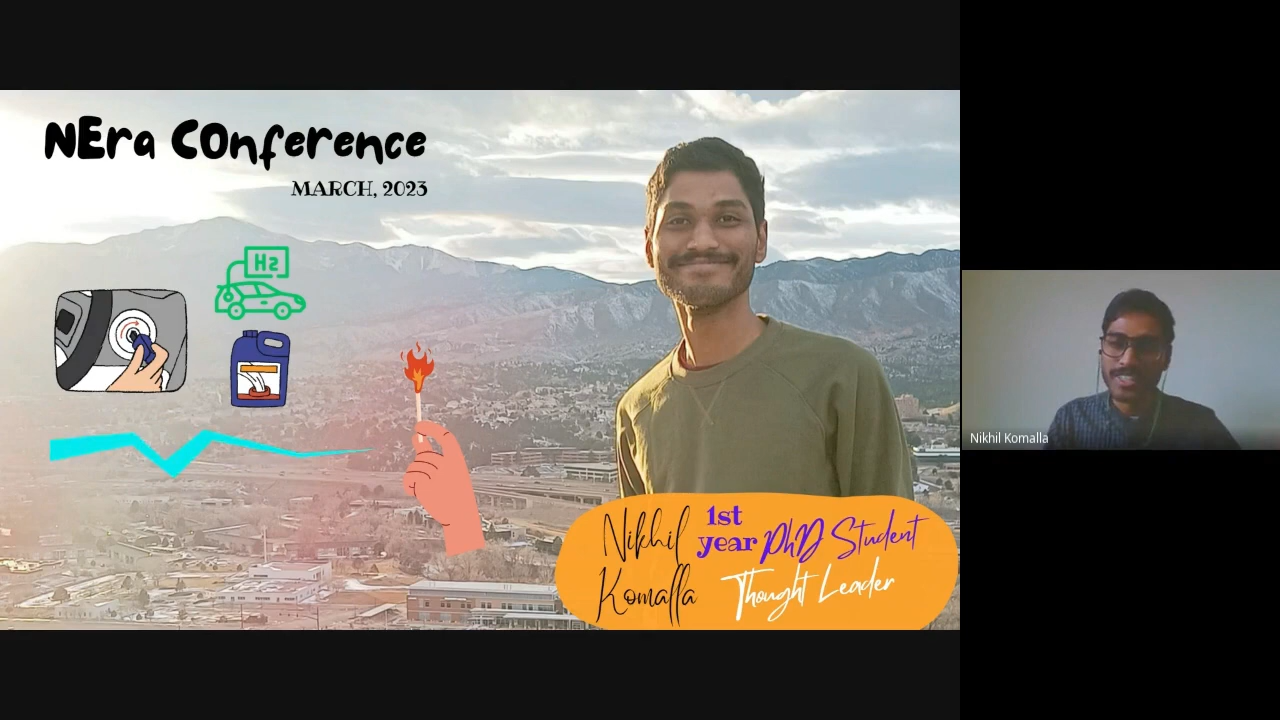 NEra COnference
MARCH, 2023
H2
Nikhil
Komalla
1st
year PhD Student
Thought Leader
Nikhil Komalla